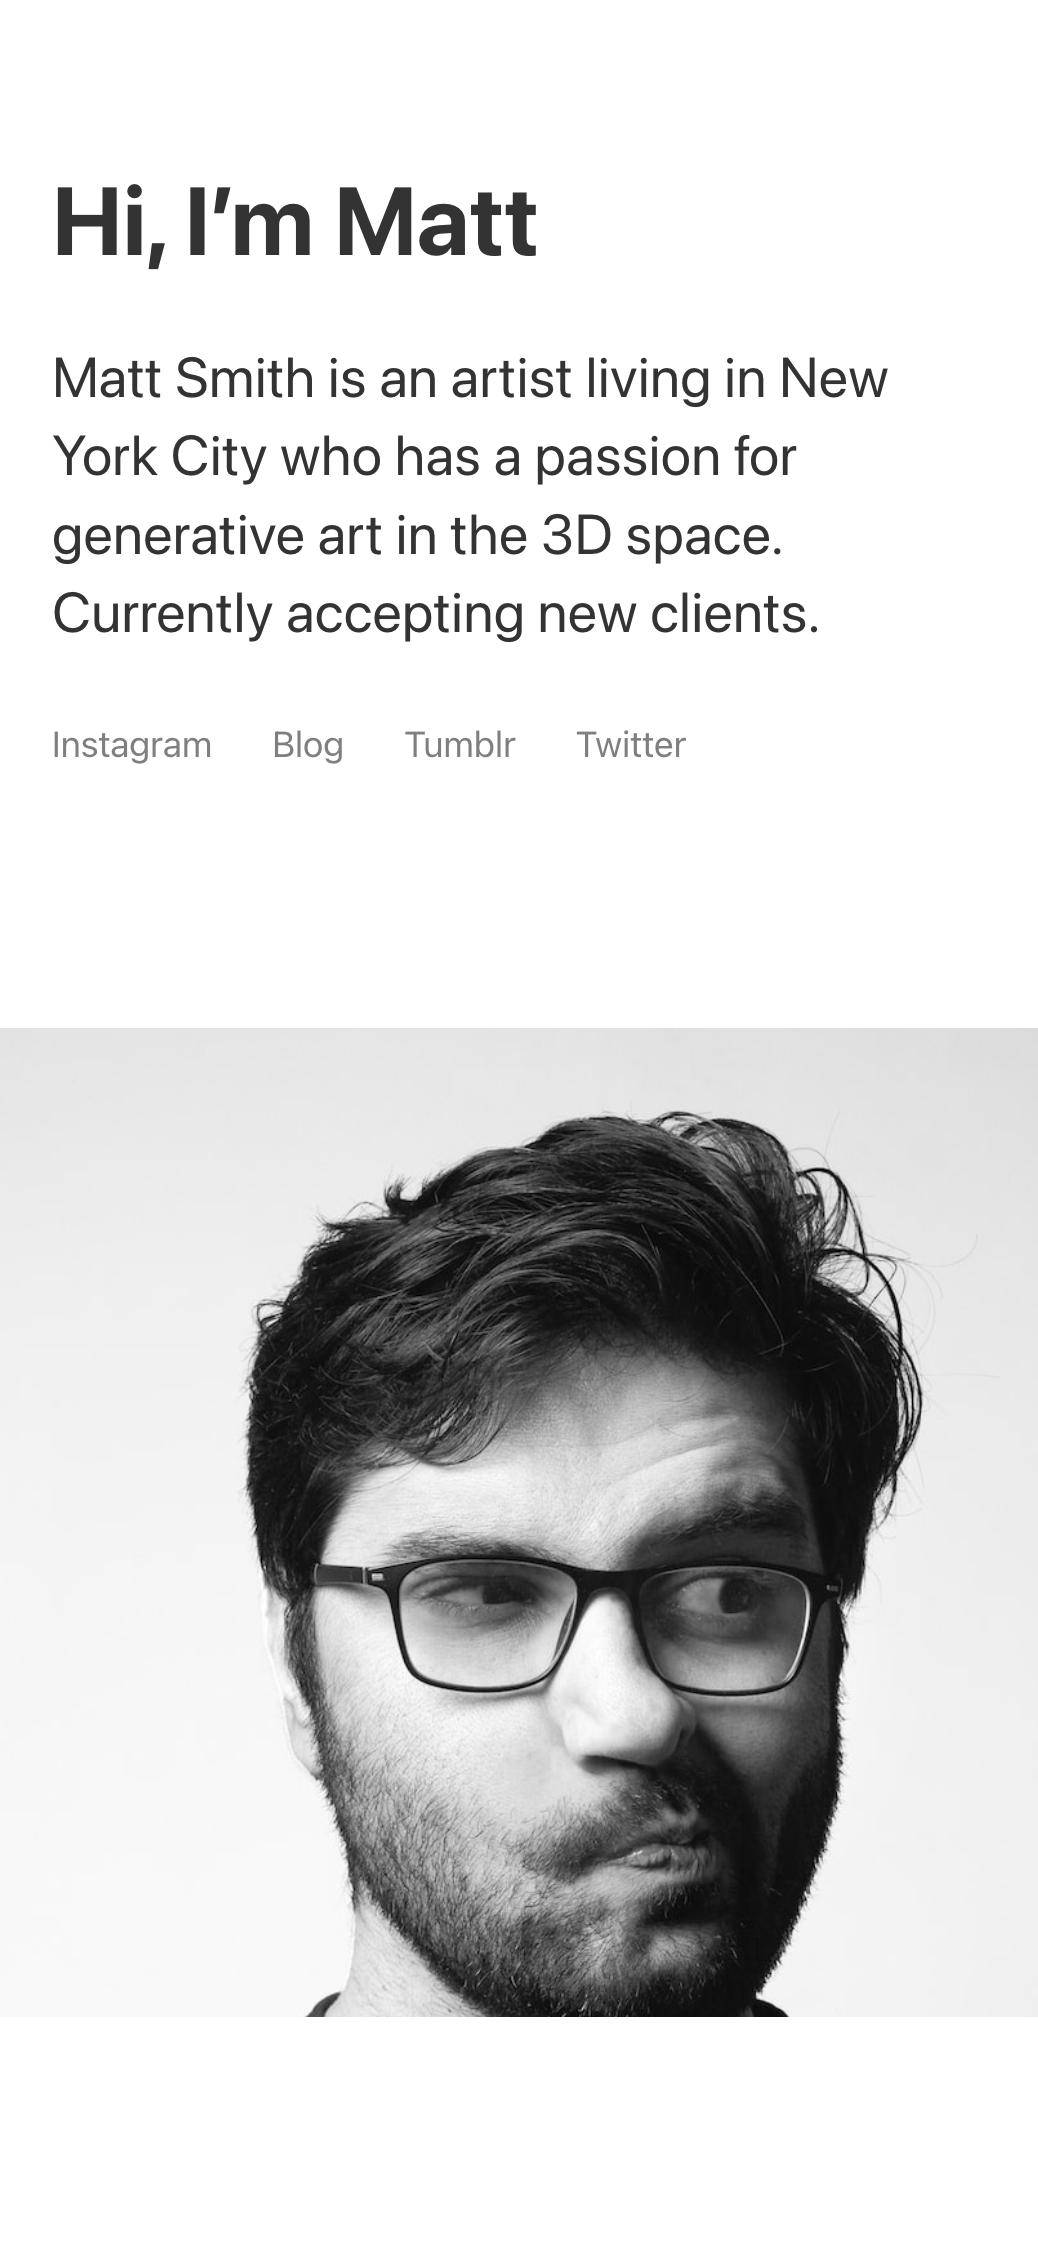 Hi, I’m Matt
Matt Smith is an artist living in New
York City who has a passion for
generative art in the 3D space.
Currently accepting new clients.
Instagram Blog Tumblr Twitter